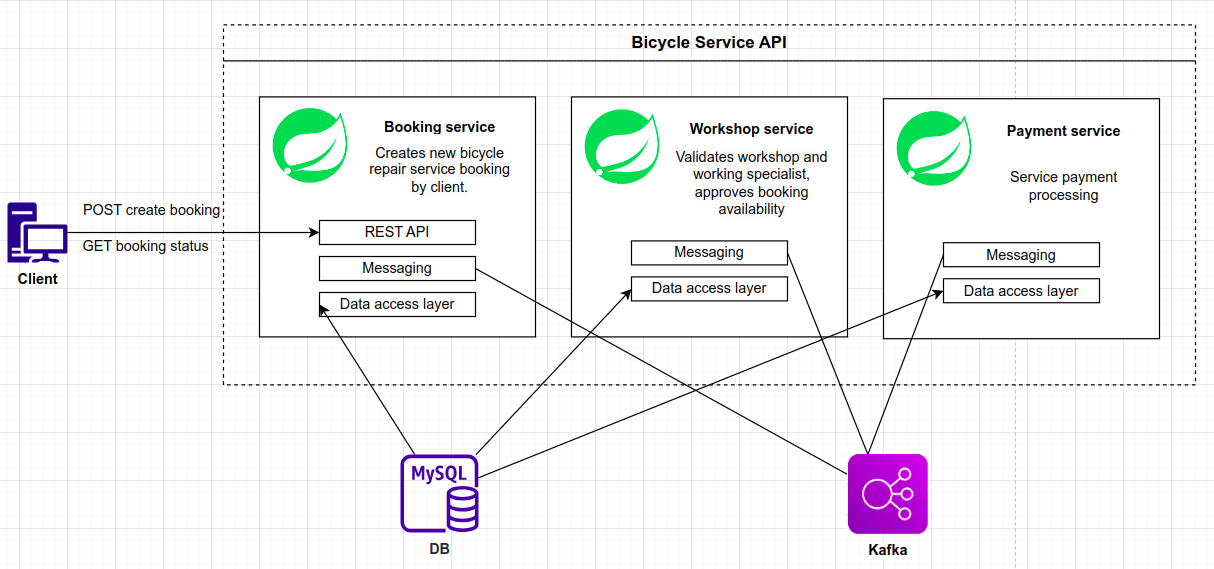 Bicycle Service API
Booking service
Creates new bicycle
repair service booking
by client.
REST API
Messaging
Data access layer
Workshop service
Validates workshop and
working specialist,
approves booking
availability
Messaging
Data access layer
Payment service
Service payment
processing
Messaging
Data access layer
POST create booking
GET booking status
Client
MySQL
DB
Kafka